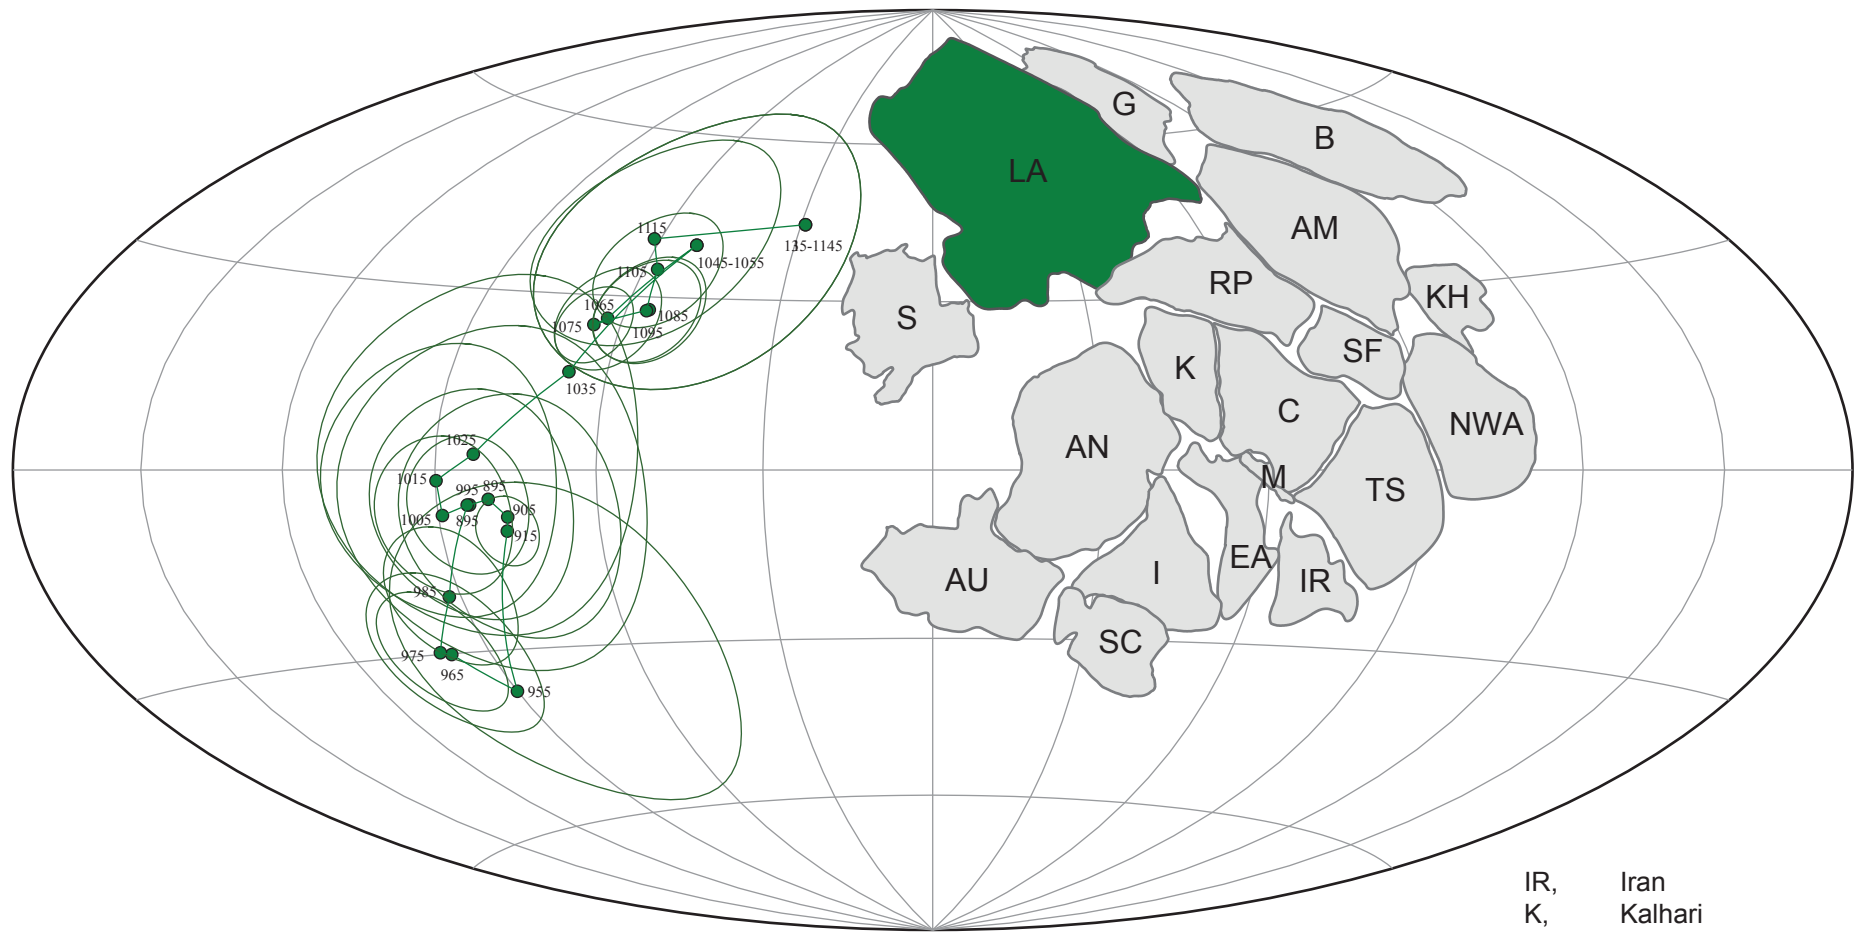 G
B
LA
AM
135-1145
1115
1045-1055
1105
RP
KH
S
1065
1085
1075
1095
SF
K
1035
C
NWA
AN
1025
M
1015
TS
995
895
1005
895
905
915
EA
AU
I
IR
985
SC
975
965
955
IR, Iran
K, Kalhari